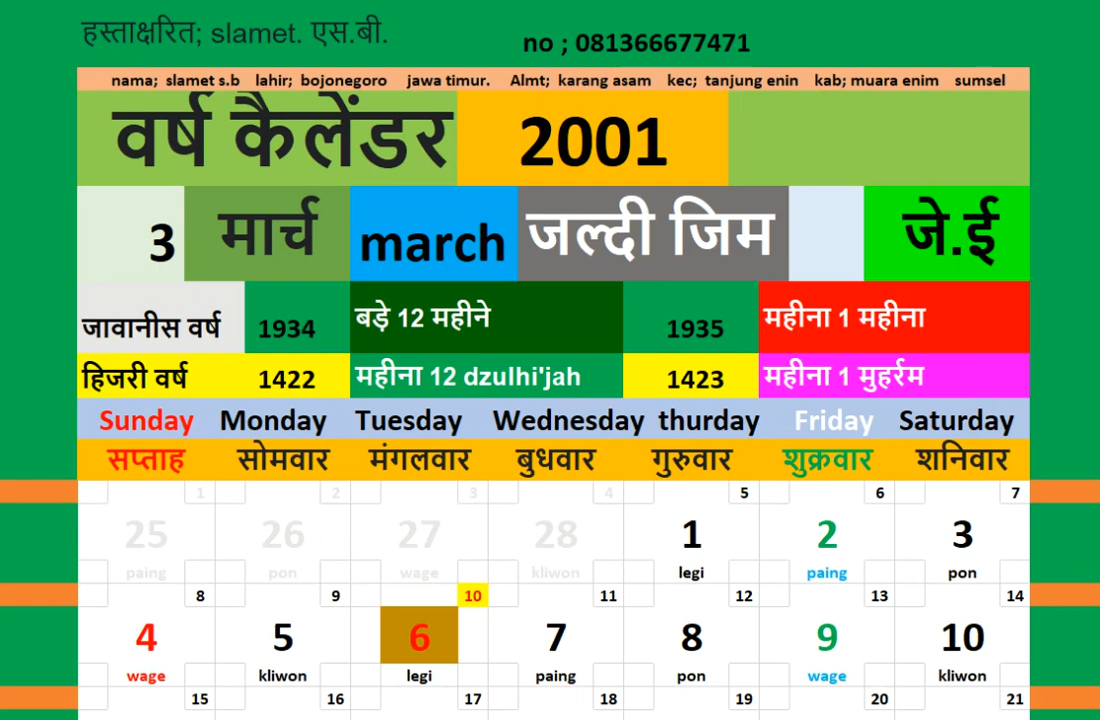 हस्ताक्षरित; slamet. एस.बी.
no ; 081366677471
nama; slamet s.b lahir; bojonegoro jawa timur. Almt; karang asam kec; tanjung enin kab; muara enim sumsel
वर्ष कैलेंडर 2001
3 मार्च march जल्दी जिम जे.ई
जावानीस वर्ष 1934 बड़े 12 महीने 1935 महीना 1 महीना
हिजरी वर्ष 1422 महीना 12 dzulhi'jah 1423 महीना 1 मुहर्रम
Sunday Monday Tuesday Wednesday thurday Friday Saturday
सप्ताह सोमवार मंगलवार बुधवार गुरुवार शुक्रवार शनिवार
1 2 3 4 5 6 7
25 26 27 28 1 2 3
paing pon wage kliwon legi paing pon
8 9 10 11 12 13 14
4 5 6 7 8 9 10
wage kliwon legi paing pon wage kliwon
15 16 17 18 19 20 21